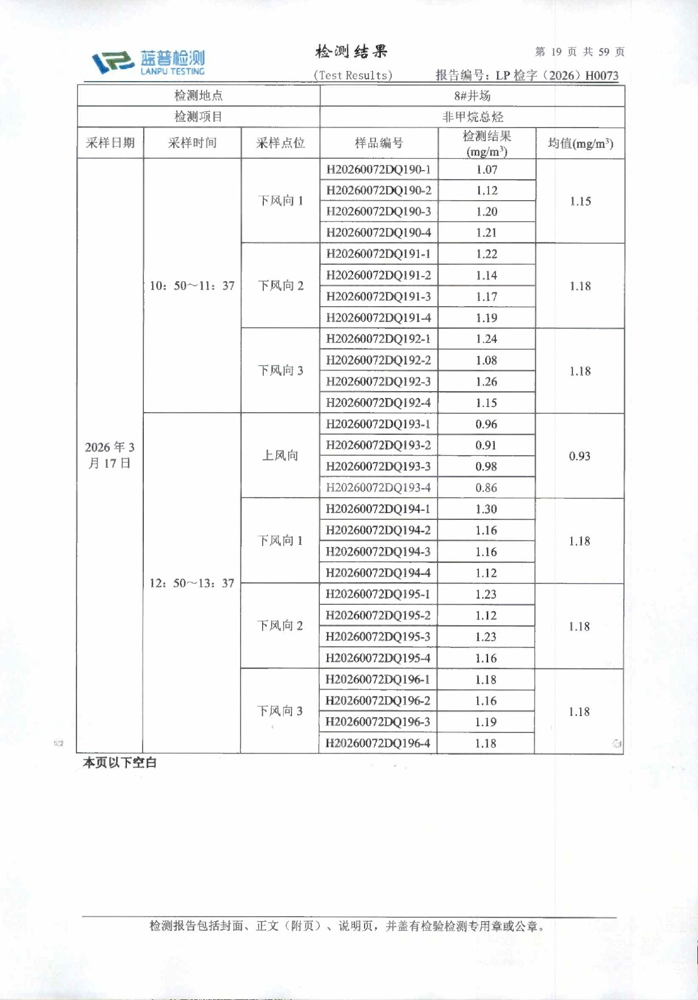 蓝普检测
LANPU TESTING
检测结果
(Test Results)
第 19 页 共 59 页
报告编号：LP 检字（2026）H0073
检测地点 8#井场
检测项目 非甲烷总烃
采样日期 采样时间 采样点位 样品编号 检测结果(mg/m³) 均值(mg/m³)
2026 年 3 月 17 日
10：50～11：37
下风向 1
H20260072DQ190-1 1.07
H20260072DQ190-2 1.12
H20260072DQ190-3 1.20
H20260072DQ190-4 1.21
1.15
下风向 2
H20260072DQ191-1 1.22
H20260072DQ191-2 1.14
H20260072DQ191-3 1.17
H20260072DQ191-4 1.19
1.18
下风向 3
H20260072DQ192-1 1.24
H20260072DQ192-2 1.08
H20260072DQ192-3 1.26
H20260072DQ192-4 1.15
1.18
12：50～13：37
上风向
H20260072DQ193-1 0.96
H20260072DQ193-2 0.91
H20260072DQ193-3 0.98
H20260072DQ193-4 0.86
0.93
下风向 1
H20260072DQ194-1 1.30
H20260072DQ194-2 1.16
H20260072DQ194-3 1.16
H20260072DQ194-4 1.12
1.18
下风向 2
H20260072DQ195-1 1.23
H20260072DQ195-2 1.12
H20260072DQ195-3 1.23
H20260072DQ195-4 1.16
1.18
下风向 3
H20260072DQ196-1 1.18
H20260072DQ196-2 1.16
H20260072DQ196-3 1.19
H20260072DQ196-4 1.18
1.18
本页以下空白
检测报告包括封面、正文（附页）、说明页，并盖有检验检测专用章或公章。